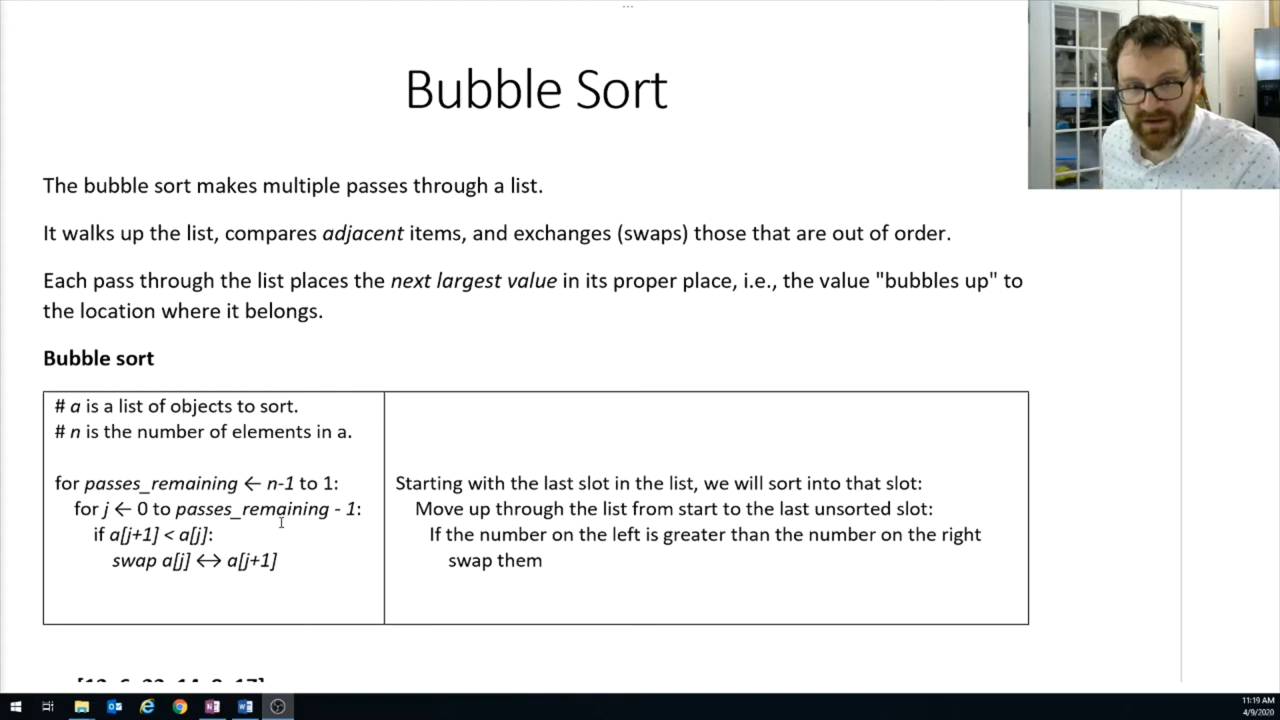 Bubble Sort
The bubble sort makes multiple passes through a list.
It walks up the list, compares adjacent items, and exchanges (swaps) those that are out of order.
Each pass through the list places the next largest value in its proper place, i.e., the value "bubbles up" to
the location where it belongs.
Bubble sort
# a is a list of objects to sort.
# n is the number of elements in a.
for passes_remaining ← n-1 to 1:
for j ← 0 to passes_remaining - 1:
if a[j+1] < a[j]:
swap a[j] ↔ a[j+1]
Starting with the last slot in the list, we will sort into that slot:
Move up through the list from start to the last unsorted slot:
If the number on the left is greater than the number on the right
swap them
11:19 AM
4/9/2020